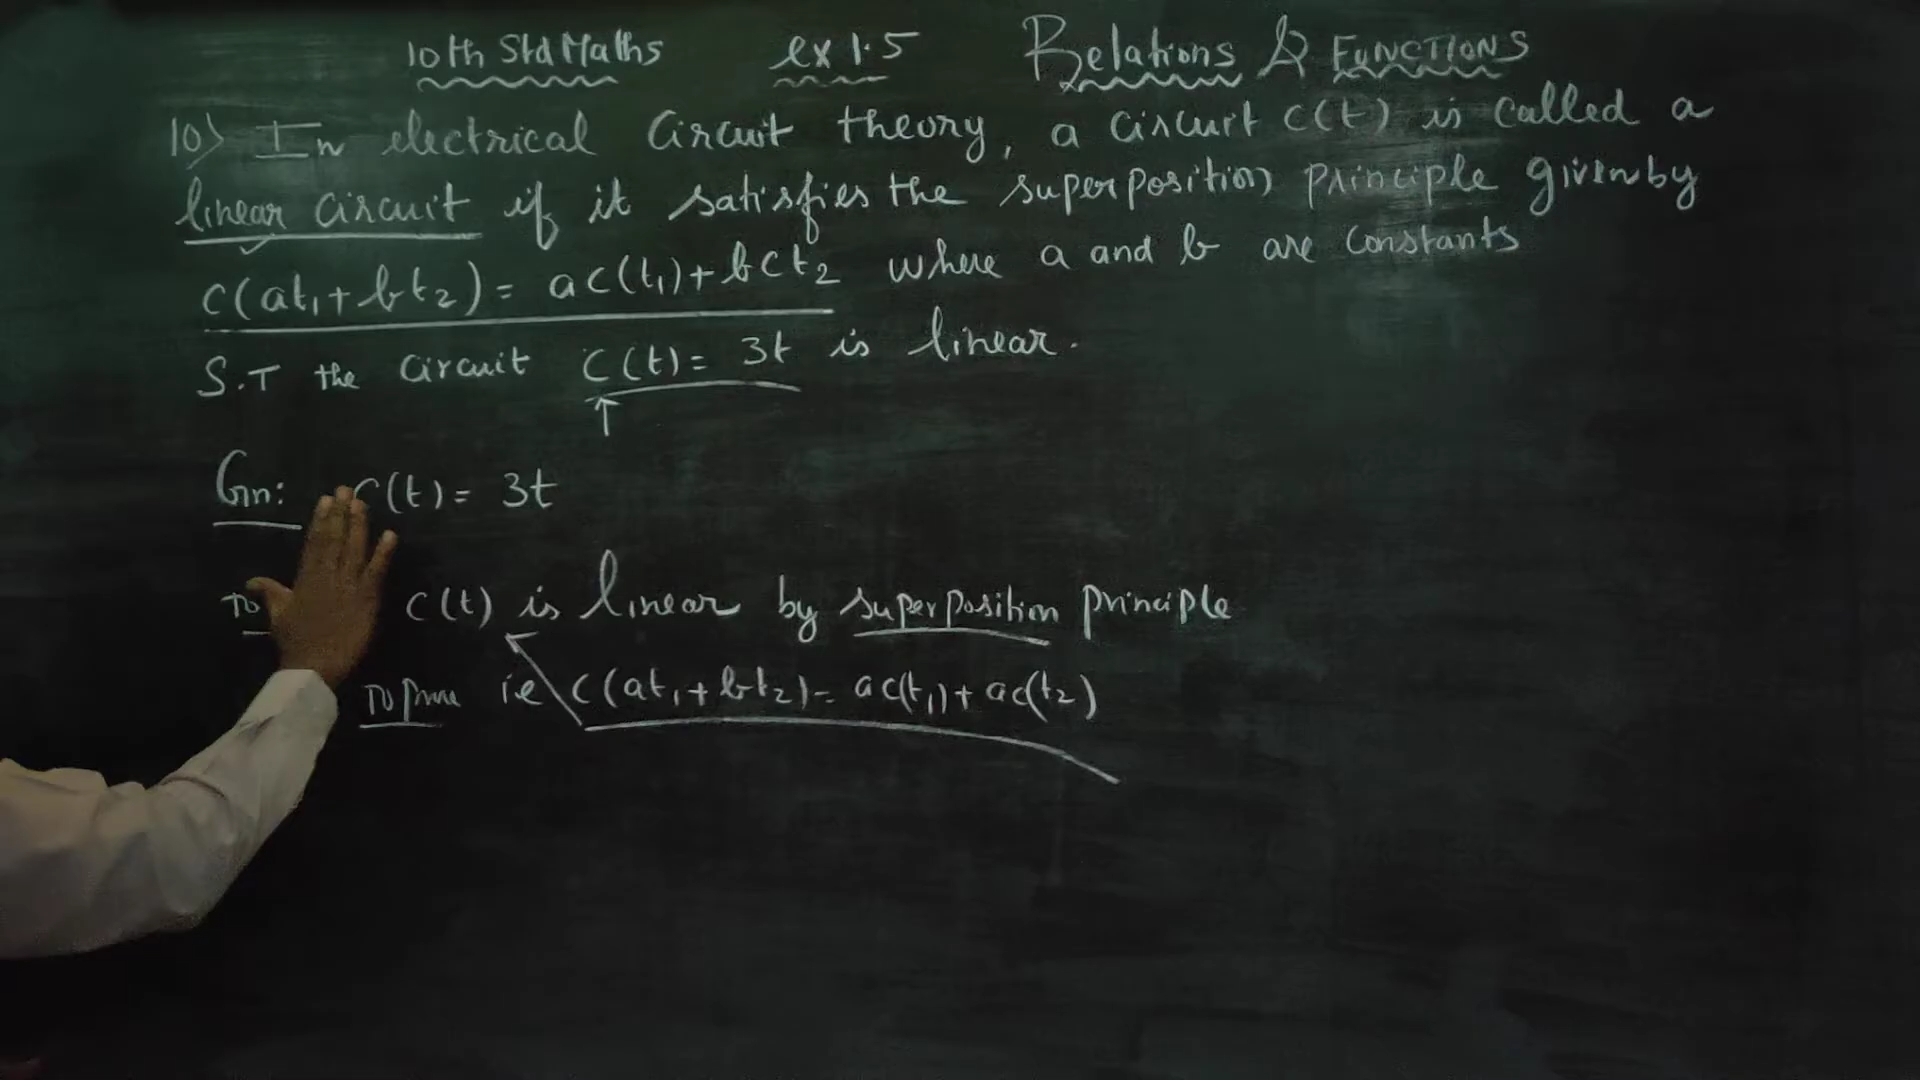 10th Std Maths ex 1.5 Relations & FUNCTIONS
10) In electrical Circuit theory, a circuit C(t) is called a
linear circuit if it satisfies the superposition principle given by
C(at₁+bt₂) = aC(t₁)+bCt₂ where a and b are constants
S.T the circuit C(t)= 3t is linear.
Gn: C(t)= 3t
To C(t) is linear by superposition principle
To prove ie C(at₁+bt₂)= ac(t₁)+ ac(t₂)